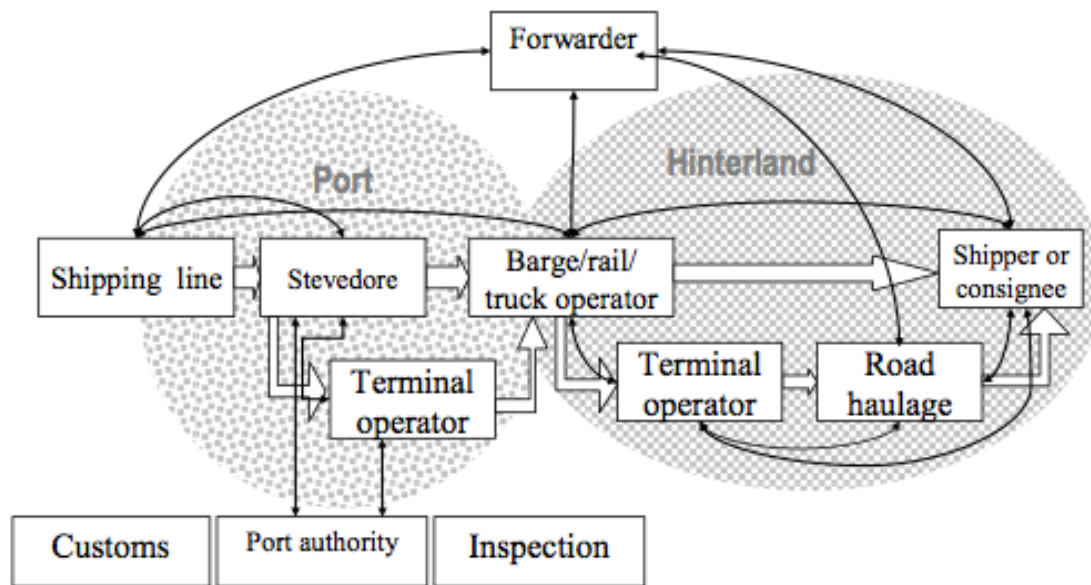 Forwarder
Port
Hinterland
Shipping line
Stevedore
Barge/rail/
truck operator
Shipper or
consignee
Terminal
operator
Terminal
operator
Road
haulage
Customs
Port authority
Inspection